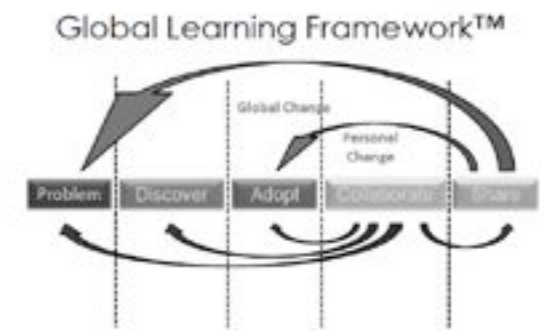 Global Learning Framework™
Global Change
Personal
Change
Problem
Discover
Adopt
Collaborate
Share